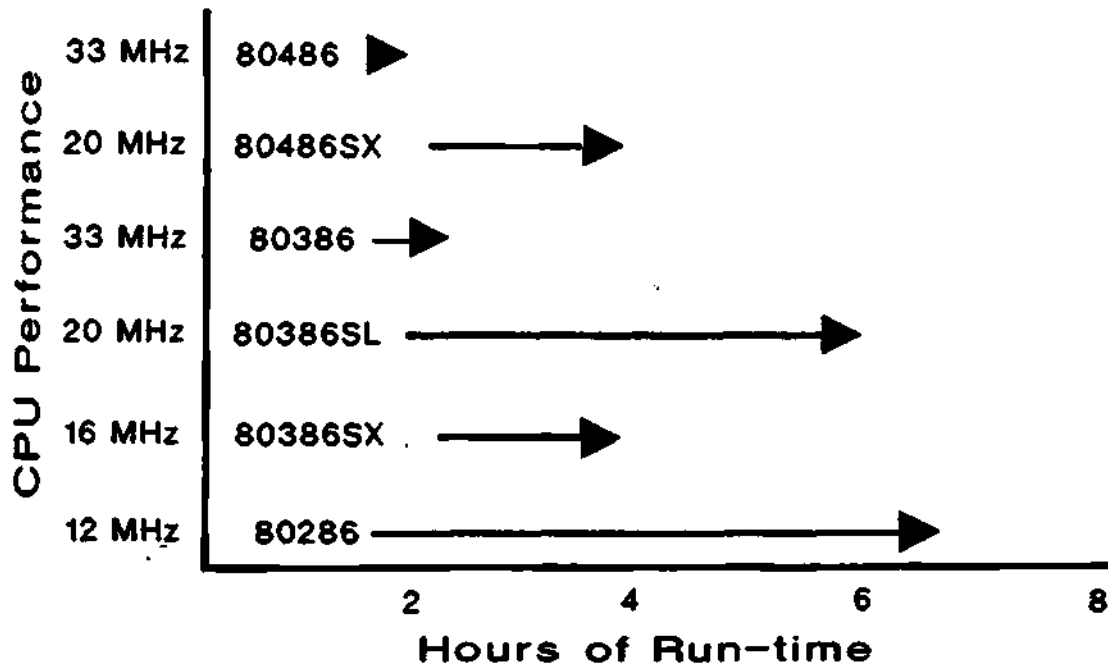 33 MHz 80486
20 MHz 80486SX
33 MHz 80386
20 MHz 80386SL
16 MHz 80386SX
12 MHz 80286
CPU Performance
2 4 6 8
Hours of Run-time